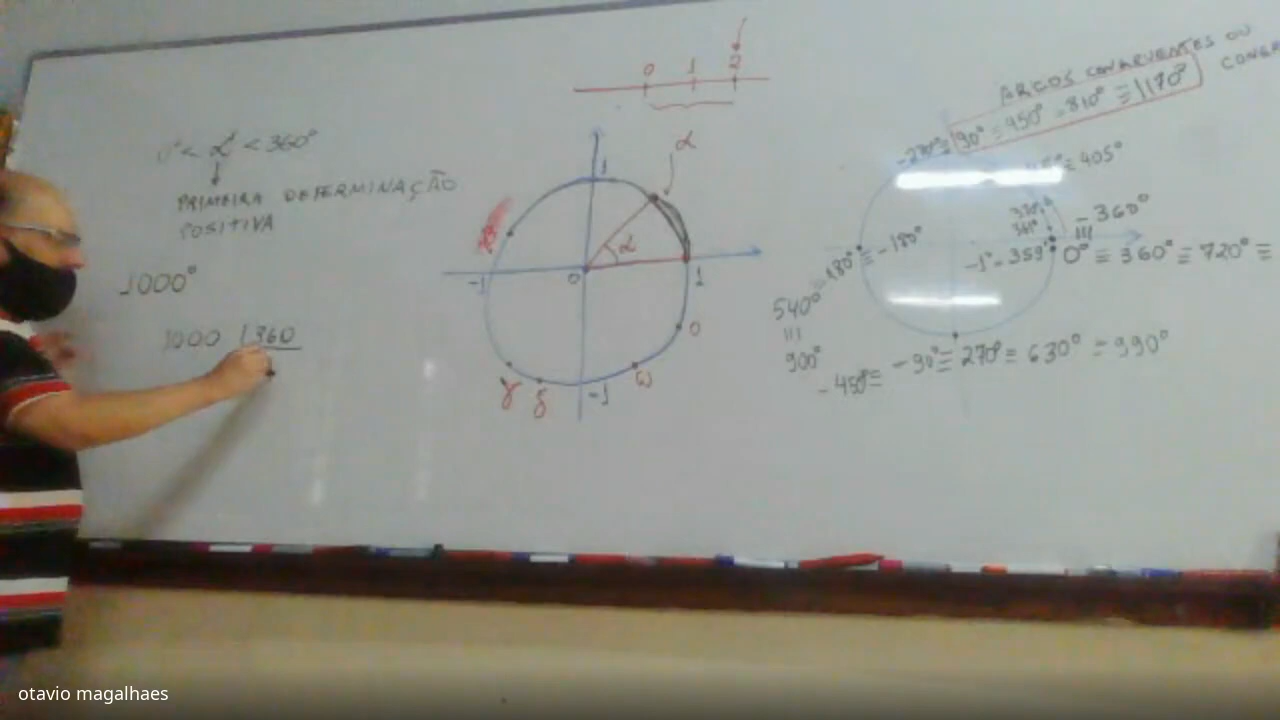 0° < α < 360°
PRIMEIRA DETERMINAÇÃO
POSITIVA
1000°
1000 360
0 1 2
α
1
α
-1 0 1
0
ω
γ δ -1
ARCOS CONGRUENTES OU
-270° ≡ 90° ≡ 450° ≡ 810° ≡ 1170°
≡ 405°
-360°
≡
180° ≡ -180°
-1° 359° 0° ≡ 360° ≡ 720° ≡
540°
≡
900°
-450° ≡ -90° ≡ 270° ≡ 630° ≡ 990°
otavio magalhaes